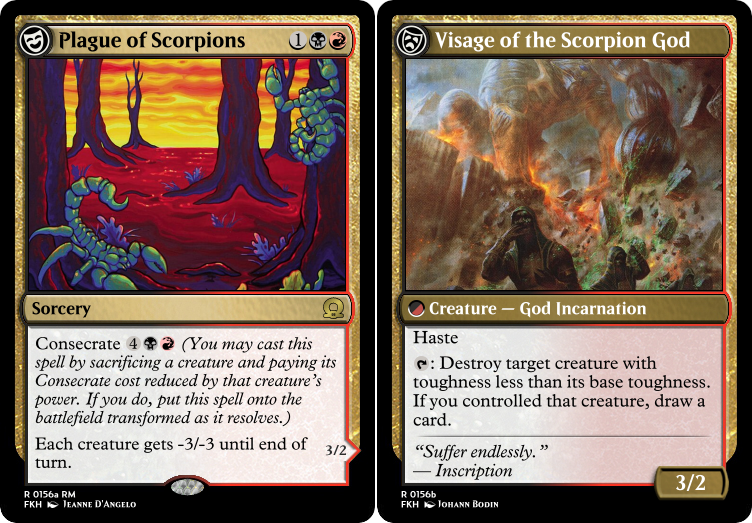 Plague of Scorpions 1
Sorcery
Consecrate 4 (You may cast this
spell by sacrificing a creature and paying its
Consecrate cost reduced by that creature's
power. If you do, put this spell onto the
battlefield transformed as it resolves.)
Each creature gets -3/-3 until end of
turn.
3/2
R 0156a RM
FKH Jeanne D'Angelo
Visage of the Scorpion God
Creature — God Incarnation
Haste
: Destroy target creature with
toughness less than its base toughness.
If you controlled that creature, draw a
card.
"Suffer endlessly."
— Inscription
3/2
R 0156b
FKH Johann Bodin